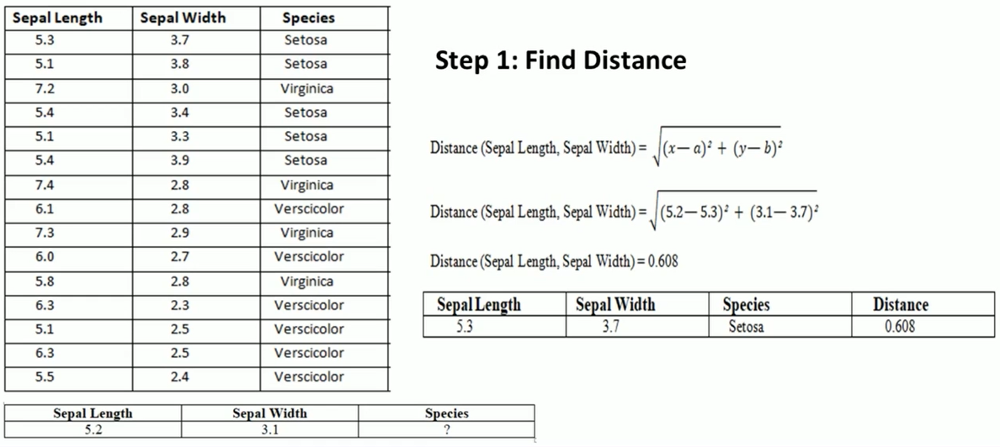 Sepal Length Sepal Width Species
5.3 3.7 Setosa
5.1 3.8 Setosa
7.2 3.0 Virginica
5.4 3.4 Setosa
5.1 3.3 Setosa
5.4 3.9 Setosa
7.4 2.8 Virginica
6.1 2.8 Verscicolor
7.3 2.9 Virginica
6.0 2.7 Verscicolor
5.8 2.8 Virginica
6.3 2.3 Verscicolor
5.1 2.5 Verscicolor
6.3 2.5 Verscicolor
5.5 2.4 Verscicolor
Sepal Length Sepal Width Species
5.2 3.1 ?
Step 1: Find Distance
Distance (Sepal Length, Sepal Width) = √(x− a)² + (y− b)²
Distance (Sepal Length, Sepal Width) = √(5.2− 5.3)² + (3.1− 3.7)²
Distance (Sepal Length, Sepal Width) = 0.608
Sepal Length Sepal Width Species Distance
5.3 3.7 Setosa 0.608